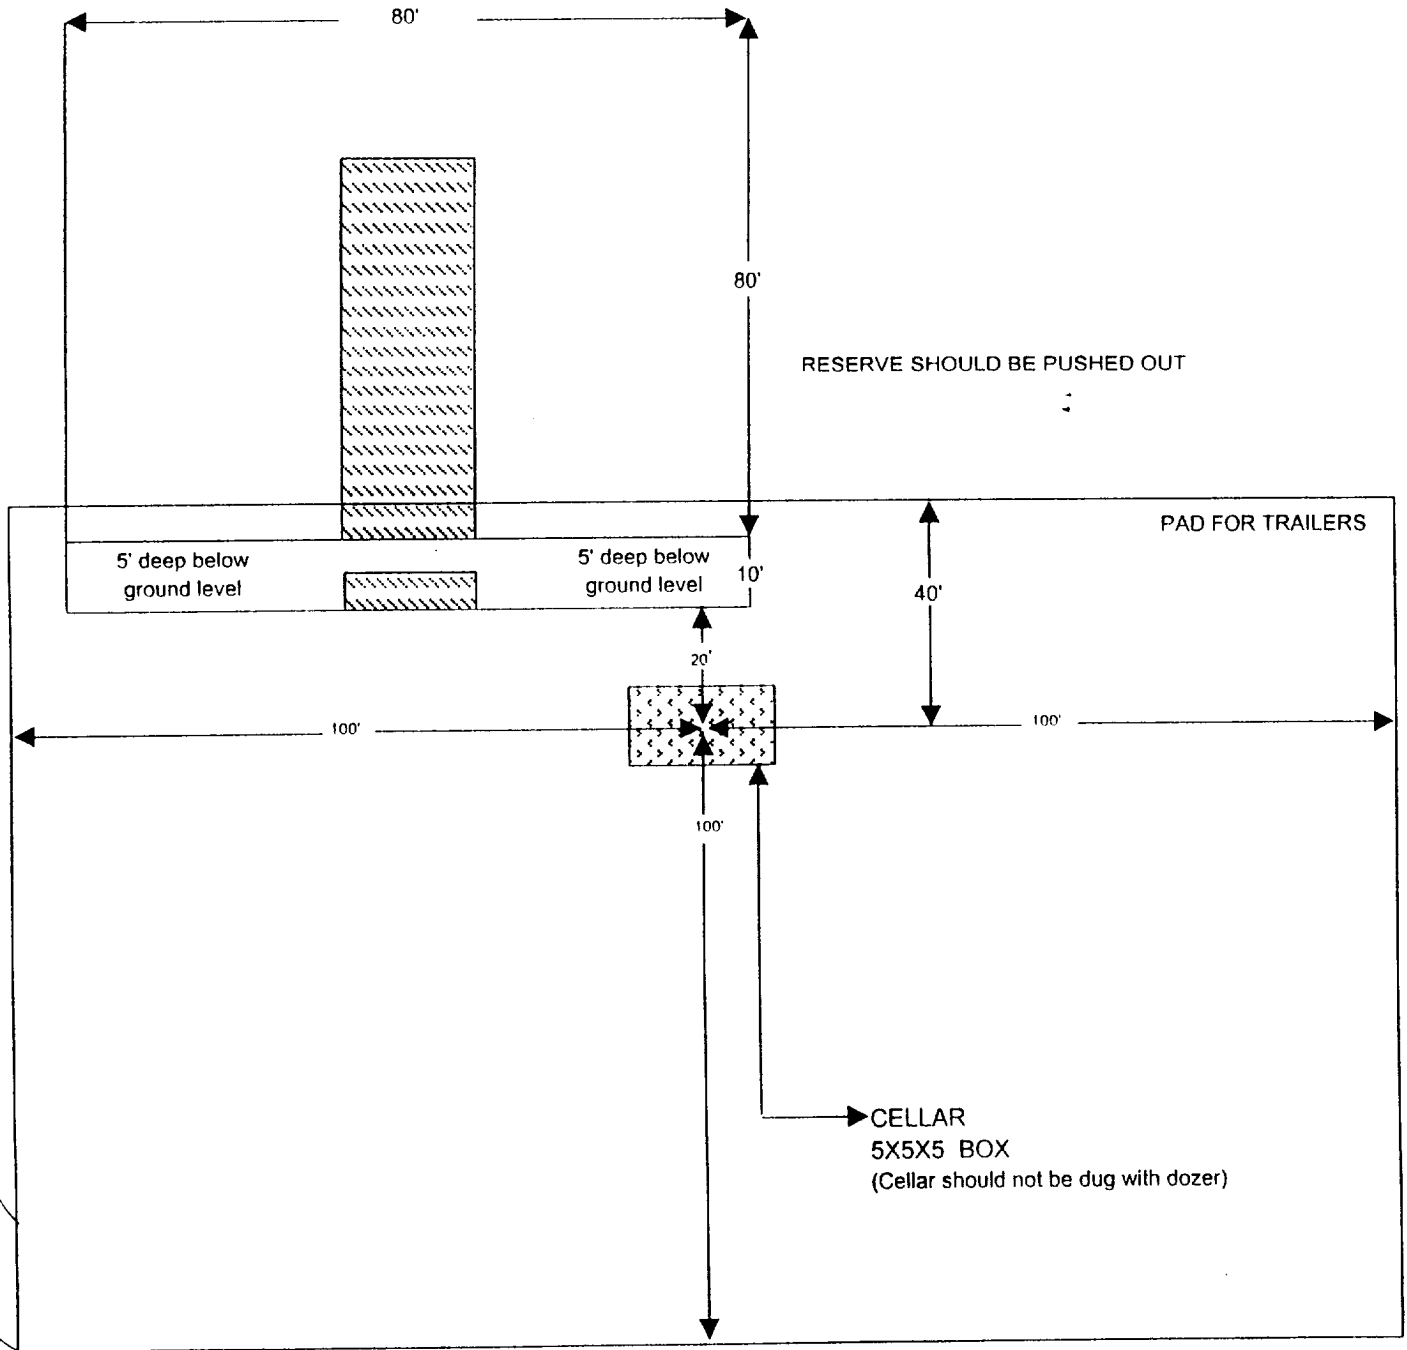 80'
80'
RESERVE SHOULD BE PUSHED OUT
PAD FOR TRAILERS
5' deep below
ground level
5' deep below
ground level
10'
40'
20'
100'
100'
100'
CELLAR
5X5X5 BOX
(Cellar should not be dug with dozer)